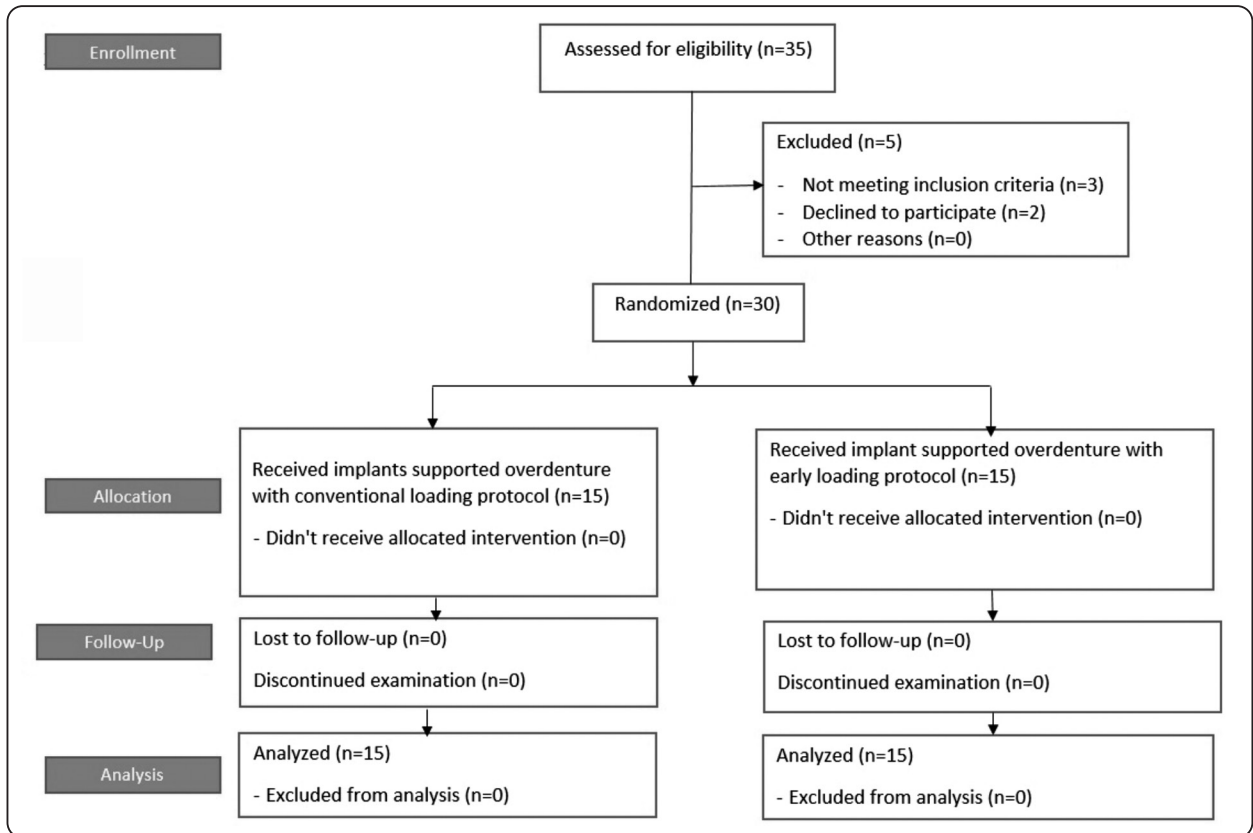 Enrollment
Assessed for eligibility (n=35)
Excluded (n=5)
- Not meeting inclusion criteria (n=3)
- Declined to participate (n=2)
- Other reasons (n=0)
Randomized (n=30)
Allocation
Received implants supported overdenture
with conventional loading protocol (n=15)
- Didn't receive allocated intervention (n=0)
Received implant supported overdenture with
early loading protocol (n=15)
- Didn't receive allocated intervention (n=0)
Follow-Up
Lost to follow-up (n=0)
Discontinued examination (n=0)
Lost to follow-up (n=0)
Discontinued examination (n=0)
Analysis
Analyzed (n=15)
- Excluded from analysis (n=0)
Analyzed (n=15)
- Excluded from analysis (n=0)